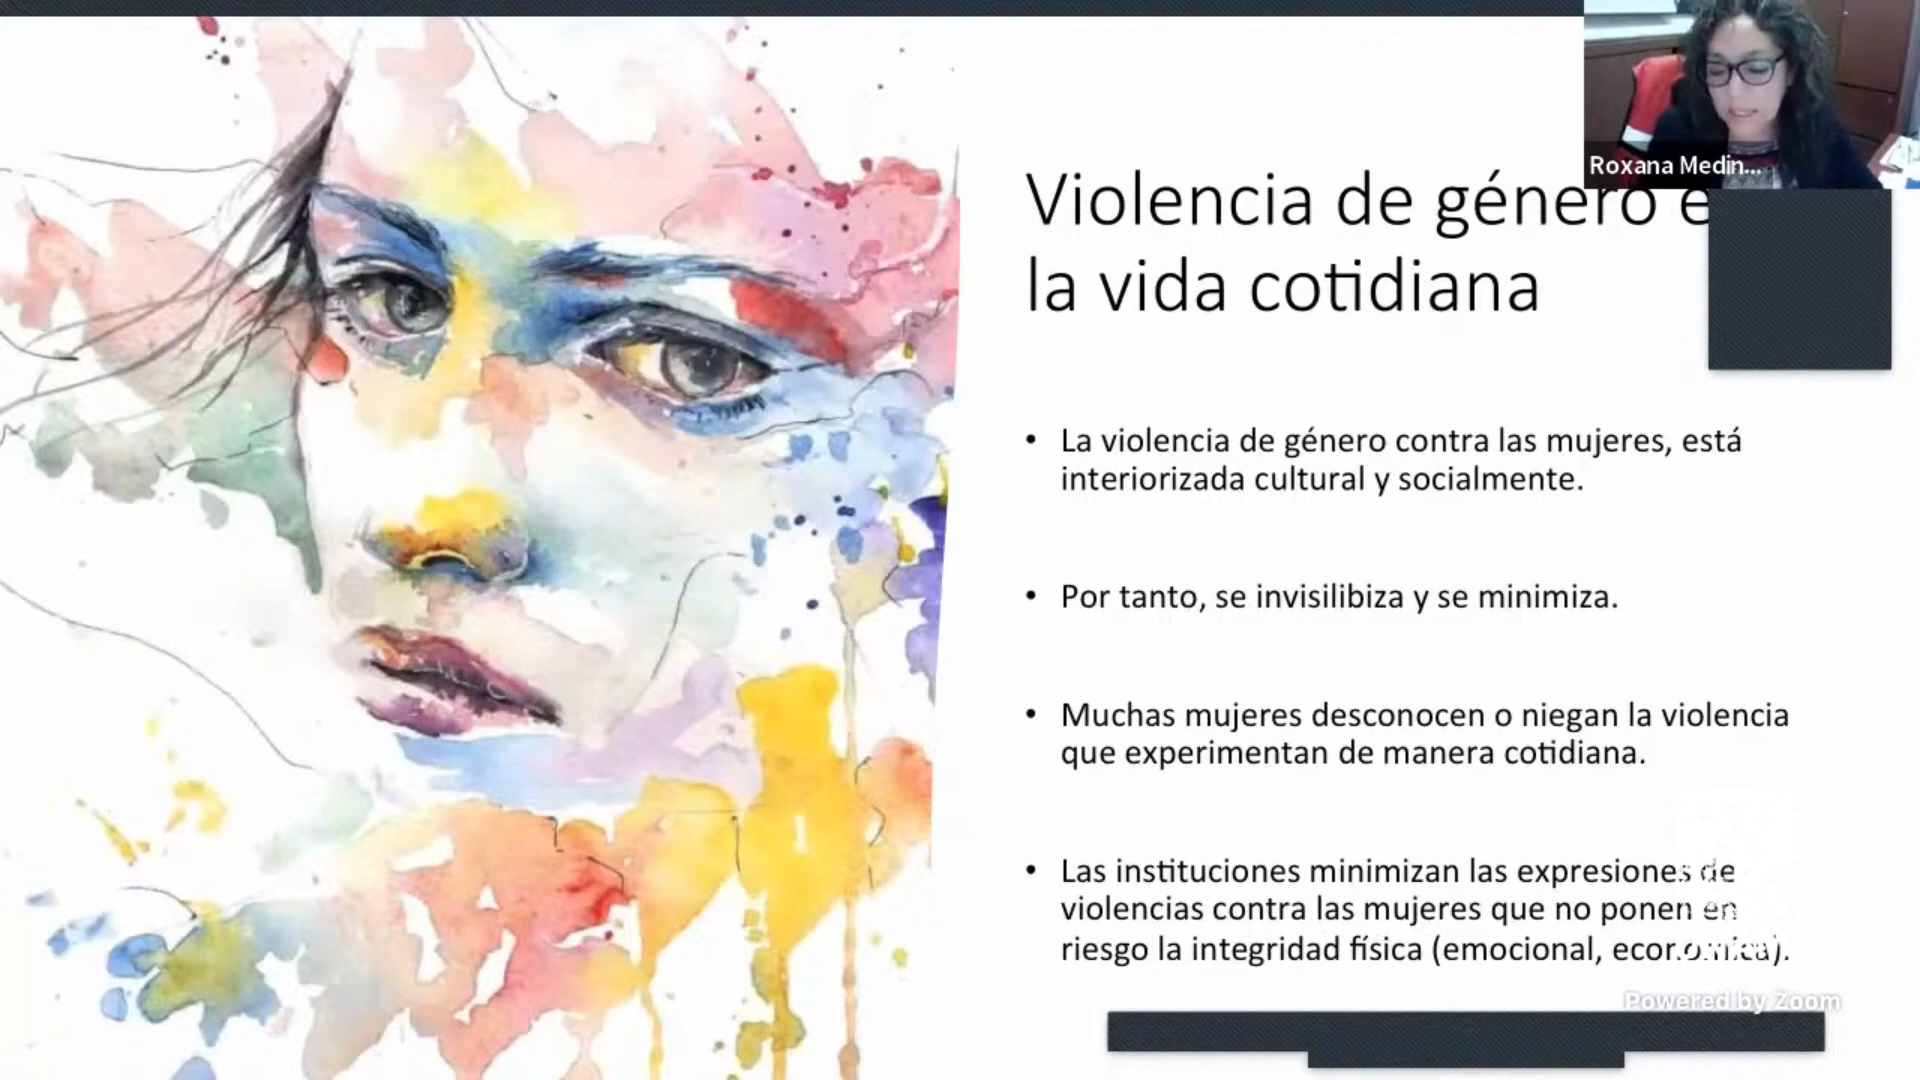 Roxana Medin...
Violencia de género e
la vida cotidiana
• La violencia de género contra las mujeres, está
interiorizada cultural y socialmente.
• Por tanto, se invisilibiza y se minimiza.
• Muchas mujeres desconocen o niegan la violencia
que experimentan de manera cotidiana.
• Las instituciones minimizan las expresiones de
violencias contra las mujeres que no ponen en
riesgo la integridad física (emocional, económica).
Powered by Zoom